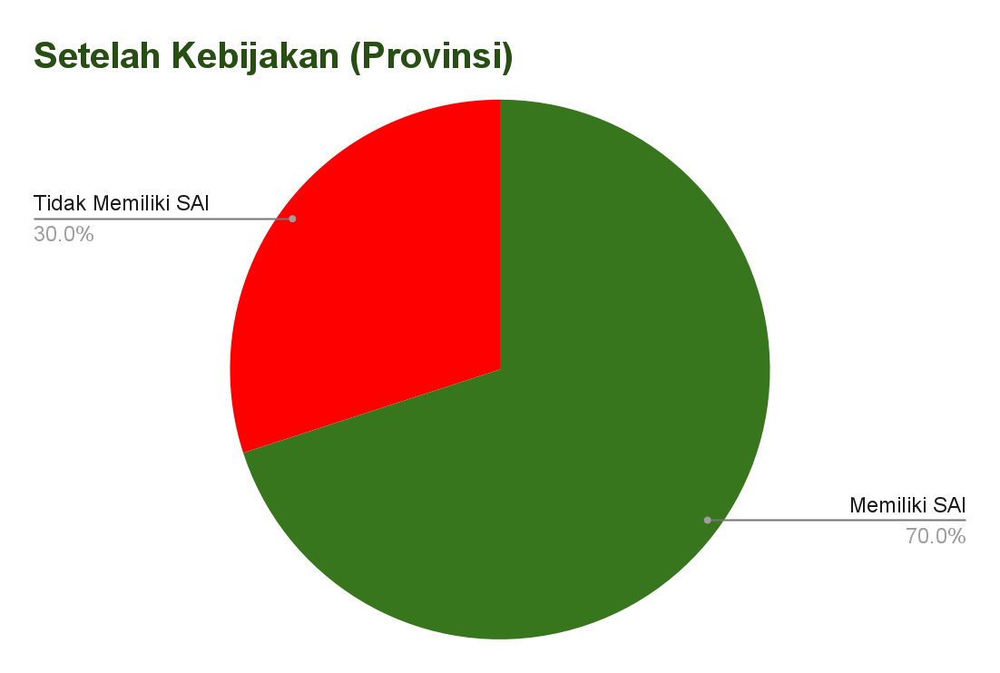 Setelah Kebijakan (Provinsi)
Tidak Memiliki SAI
30.0%
Memiliki SAI
70.0%